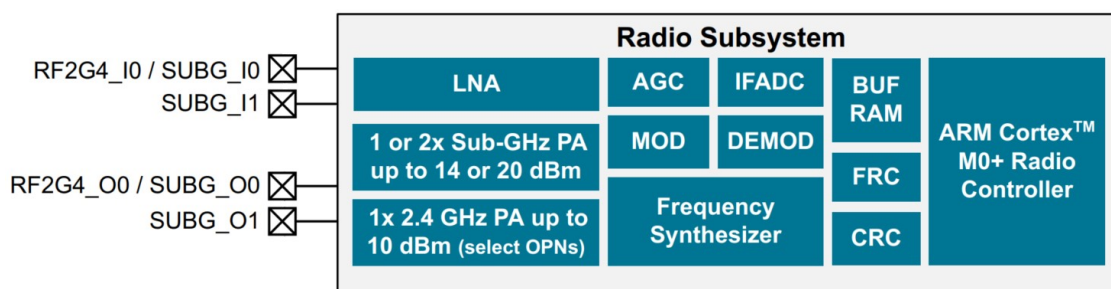 Radio Subsystem
RF2G4_I0 / SUBG_I0
SUBG_I1
RF2G4_O0 / SUBG_O0
SUBG_O1
LNA
1 or 2x Sub-GHz PA
up to 14 or 20 dBm
1x 2.4 GHz PA up to
10 dBm (select OPNs)
AGC
IFADC
MOD
DEMOD
Frequency
Synthesizer
BUF
RAM
FRC
CRC
ARM Cortex™
M0+ Radio
Controller